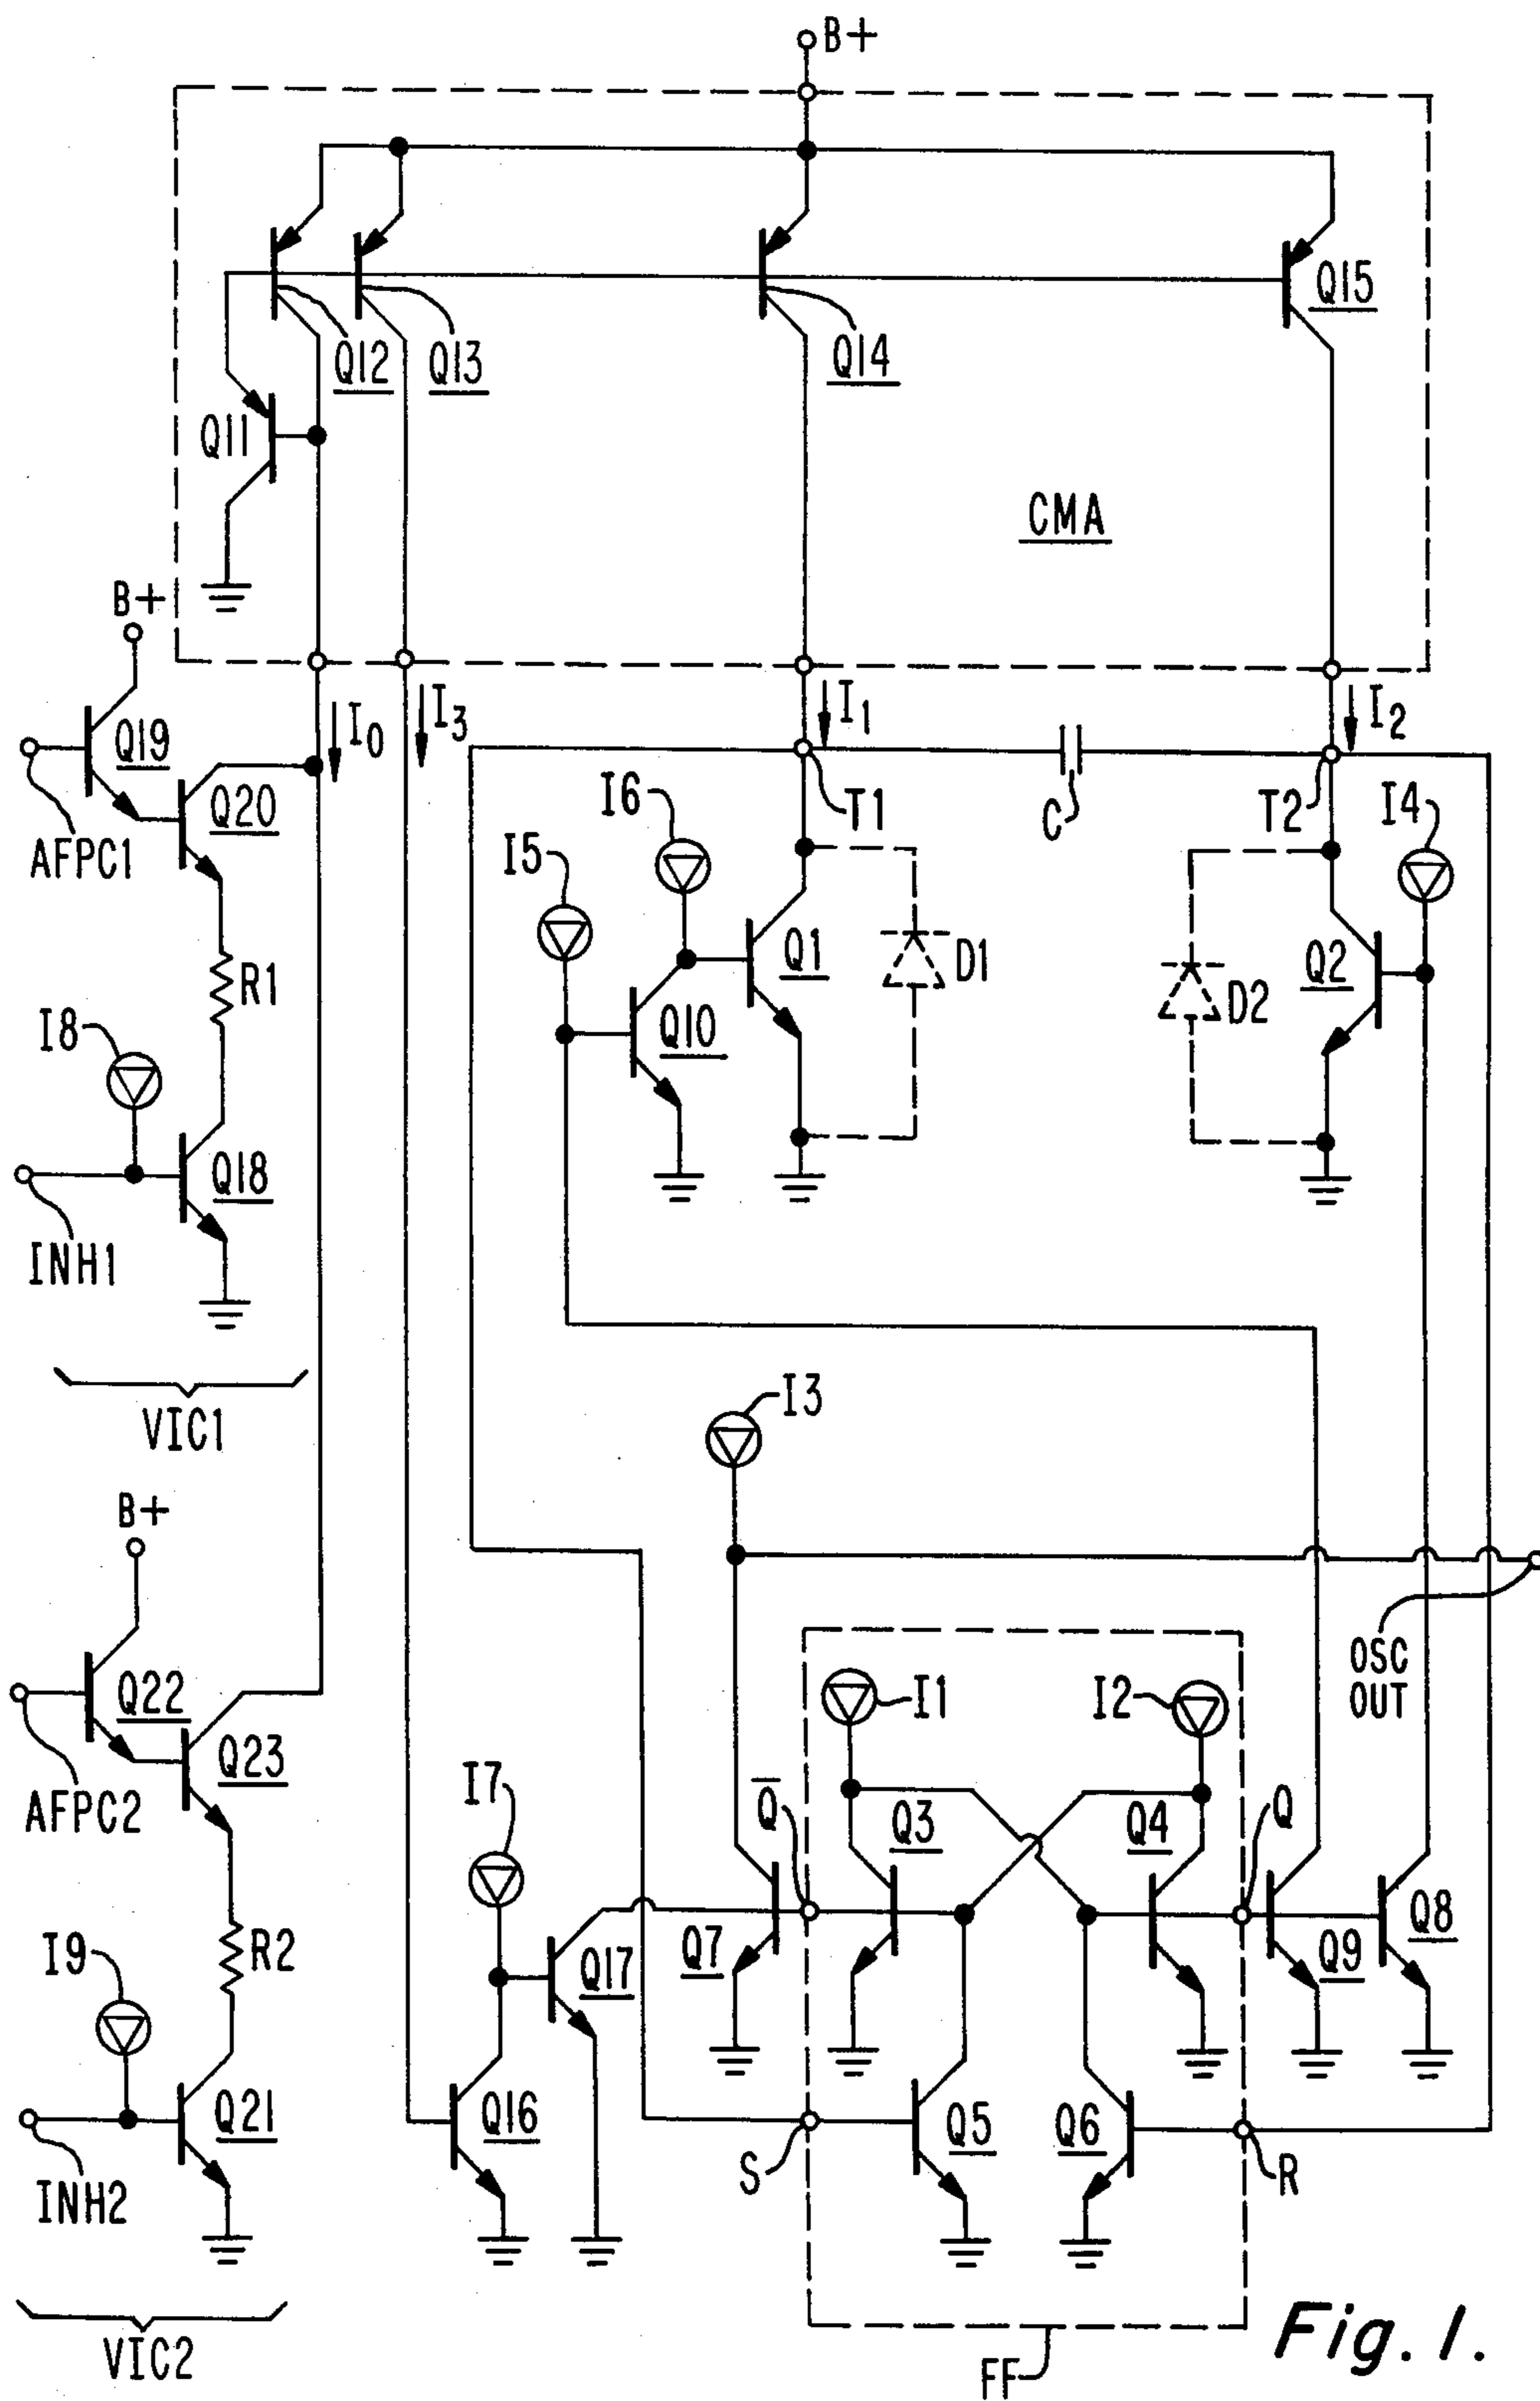 B+
Q15
Q12
Q13
Q14
Q11
CMA
B+
Q19
I0
I3
I1
I2
Q20
AFPC1
I6
T1
C
T2
I4
I5
Q1
D1
Q2
D2
R1
Q10
I8
Q18
INH1
I3
VIC1
B+
OSC
OUT
I1
I2
Q22
Q23
I7
Q̅
Q3
Q4
Q
AFPC2
Q7
Q9
Q8
Q17
R2
I9
Q21
Q16
Q5
Q6
S
R
INH2
VIC2
FF
Fig. 1.